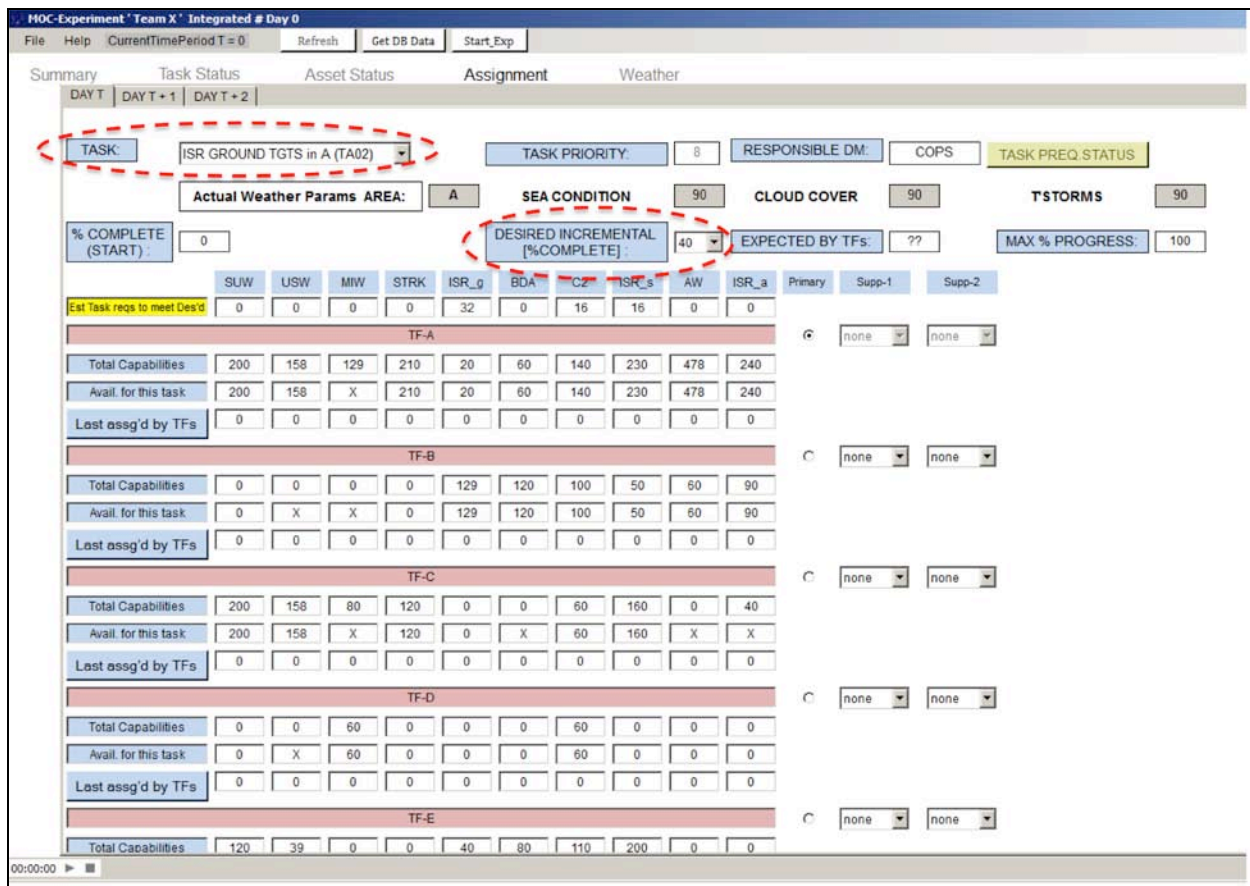 MOC-Experiment 'Team X' Integrated # Day 0
File Help CurrentTimePeriod T = 0 Refresh Get DB Data Start_Exp
Summary Task Status Asset Status Assignment Weather
DAY T DAY T + 1 DAY T + 2
TASK: ISR GROUND TGTS in A (TA02) TASK PRIORITY: 8 RESPONSIBLE DM: COPS TASK PREQ STATUS
Actual Weather Params AREA: A SEA CONDITION 90 CLOUD COVER 90 T'STORMS 90
% COMPLETE (START) : 0 DESIRED INCREMENTAL [%COMPLETE] : 40 EXPECTED BY TFs: ?? MAX % PROGRESS: 100
SUW USW MIW STRK ISR_g BDA C2 ISR_s AW ISR_a Primary Supp-1 Supp-2
Est Task reqs to meet Des'd 0 0 0 0 32 0 16 16 0 0
TF-A none none
Total Capabilities 200 158 129 210 20 60 140 230 478 240
Avail. for this task 200 158 X 210 20 60 140 230 478 240
Last assg'd by TFs 0 0 0 0 0 0 0 0 0 0
TF-B none none
Total Capabilities 0 0 0 0 129 120 100 50 60 90
Avail. for this task 0 X X 0 129 120 100 50 60 90
Last assg'd by TFs 0 0 0 0 0 0 0 0 0 0
TF-C none none
Total Capabilities 200 158 80 120 0 0 60 160 0 40
Avail. for this task 200 158 X 120 0 X 60 160 X X
Last assg'd by TFs 0 0 0 0 0 0 0 0 0 0
TF-D none none
Total Capabilities 0 0 60 0 0 0 60 0 0 0
Avail. for this task 0 X 60 0 0 0 60 0 0 0
Last assg'd by TFs 0 0 0 0 0 0 0 0 0 0
TF-E none none
Total Capabilities 120 39 0 0 40 80 110 200 0 0
00:00:00